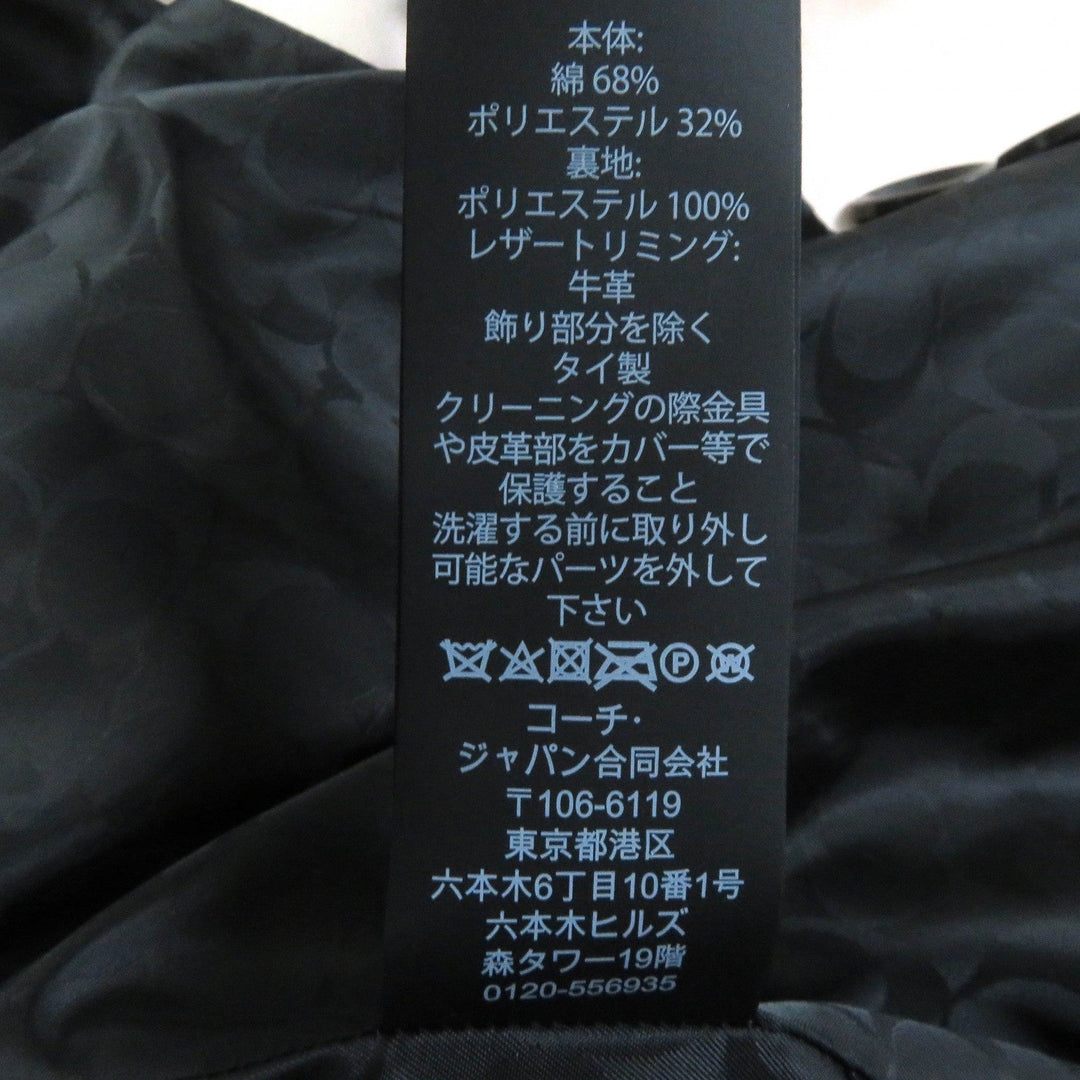 本体:
綿 68%
ポリエステル 32%
裏地:
ポリエステル 100%
レザートリミング:
牛革
飾り部分を除く
タイ製
クリーニングの際金具
や皮革部をカバー等で
保護すること
洗濯する前に取り外し
可能なパーツを外して
下さい
P W
コーチ・
ジャパン合同会社
〒106-6119
東京都港区
六本木6丁目10番1号
六本木ヒルズ
森タワー19階
0120-556935